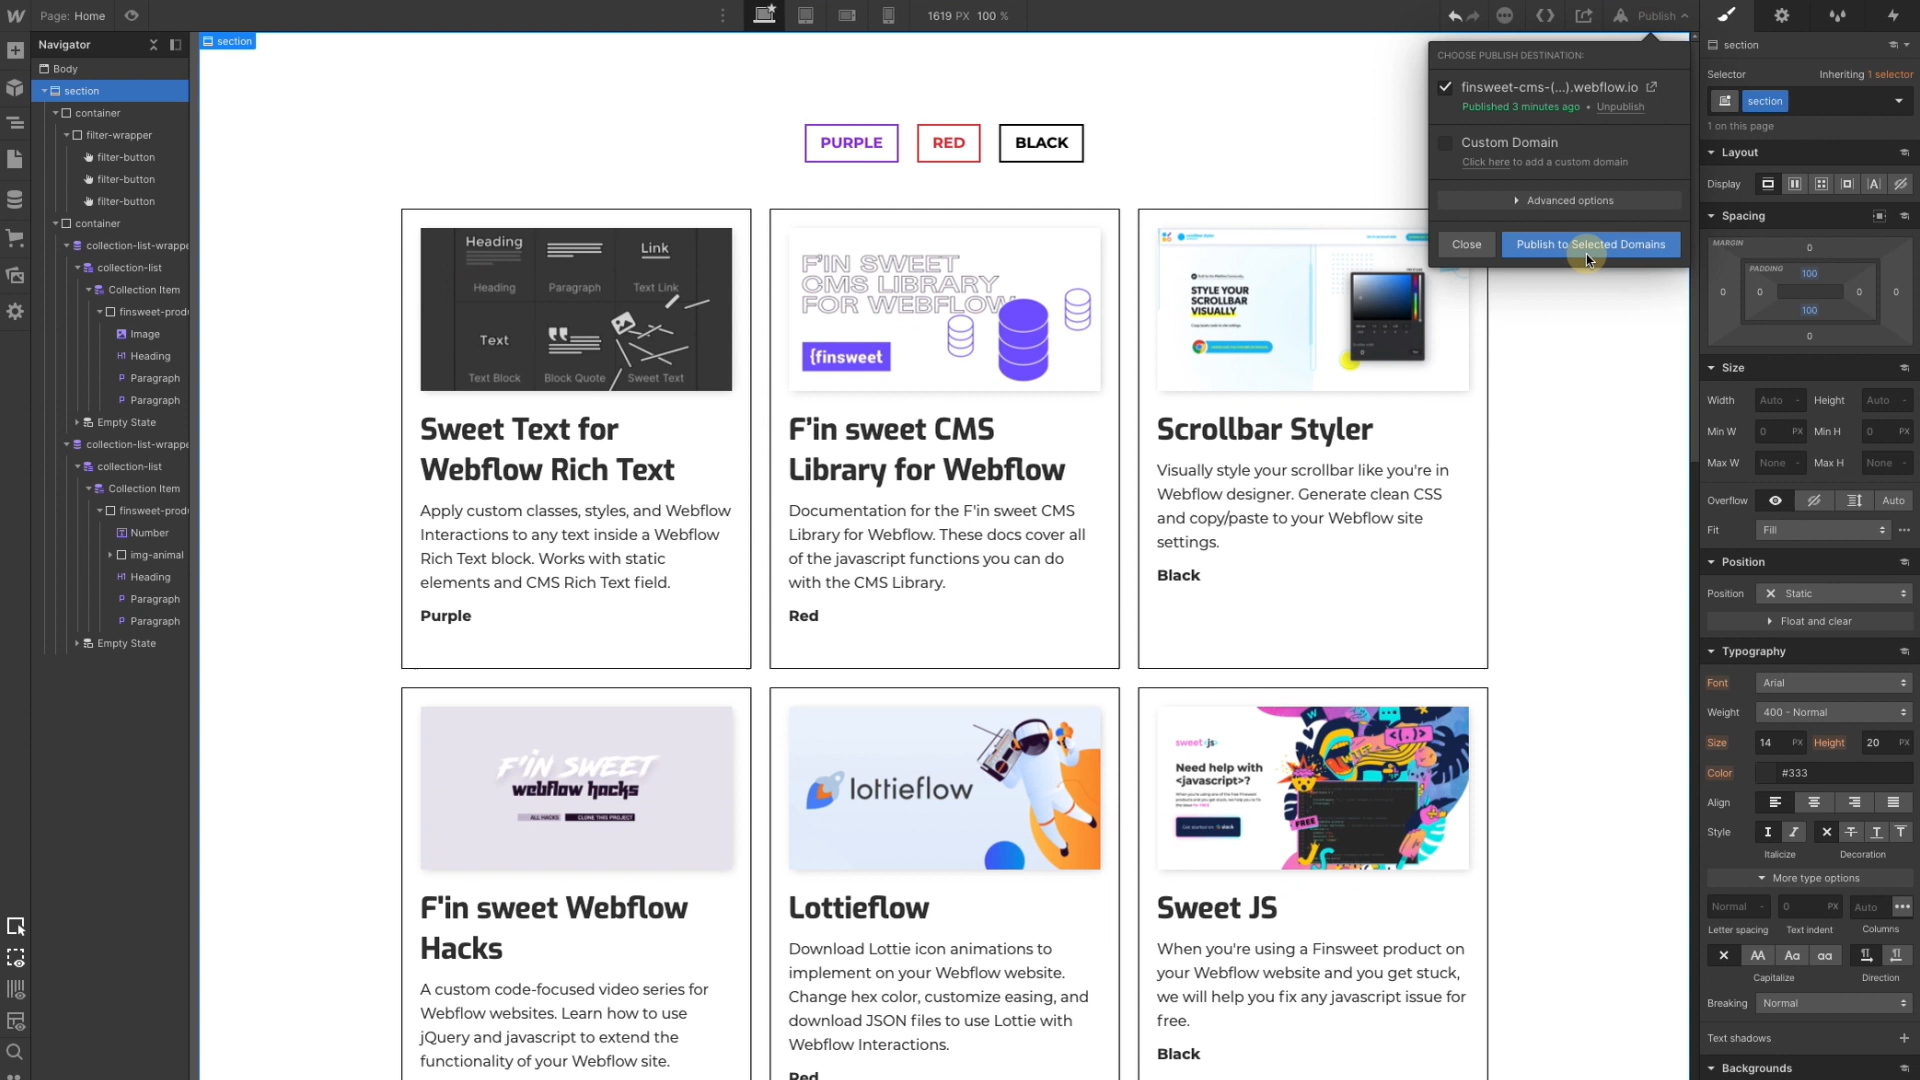 Page: Home
1619 PX 100 %
Publish
Navigator
section
Body
section
container
filter-wrapper
filter-button
filter-button
filter-button
container
collection-list-wrappe
collection-list
Collection Item
finsweet-prod
Image
H1 Heading
P Paragraph
P Paragraph
Empty State
collection-list-wrappe
collection-list
Collection Item
finsweet-prod
Number
img-animal
H1 Heading
P Paragraph
P Paragraph
Empty State
PURPLE
RED
BLACK
Heading
Link
Heading
Paragraph
Text Link
Text
Text Block
Block Quote
Sweet Text
Sweet Text for
Webflow Rich Text
Apply custom classes, styles, and Webflow
Interactions to any text inside a Webflow
Rich Text block. Works with static
elements and CMS Rich Text field.
Purple
F'IN SWEET
CMS LIBRARY
FOR WEBFLOW
{finsweet
F'in sweet CMS
Library for Webflow
Documentation for the F'in sweet CMS
Library for Webflow. These docs cover all
of the javascript functions you can do
with the CMS Library.
Red
STYLE YOUR
SCROLLBAR
VISUALLY
Scrollbar Styler
Visually style your scrollbar like you're in
Webflow designer. Generate clean CSS
and copy/paste to your Webflow site
settings.
Black
F'IN SWEET
webflow hacks
ALL HACKS
CLONE THIS PROJECT
F'in sweet Webflow
Hacks
A custom code-focused video series for
Webflow websites. Learn how to use
jQuery and javascript to extend the
functionality of your Webflow site.
lottieflow
Lottieflow
Download Lottie icon animations to
implement on your Webflow website.
Change hex color, customize easing, and
download JSON files to use Lottie with
Webflow Interactions.
Red
sweet<js>
Need help with
<javascript>?
FREE
Sweet JS
When you're using a Finsweet product on
your Webflow website and you get stuck,
we will help you fix any javascript issue for
free.
Black
CHOOSE PUBLISH DESTINATION:
finsweet-cms-(...).webflow.io
Published 3 minutes ago • Unpublish
Custom Domain
Click here to add a custom domain
Advanced options
Close
Publish to Selected Domains
section
Selector
Inheriting 1 selector
section
1 on this page
Layout
Display
Spacing
MARGIN
0
PADDING
100
0
0
0
0
100
0
Size
Width Auto - Height Auto -
Min W 0 PX Min H 0 PX
Max W None - Max H None -
Overflow Auto
Fit Fill
Position
Position Static
Float and clear
Typography
Font Arial
Weight 400 - Normal
Size 14 PX Height 20 PX
Color #333
Align
Style
Italicize Decoration
More type options
Normal - 0 PX Auto
Letter spacing Text indent Columns
AA Aa aa
Capitalize Direction
Breaking Normal
Text shadows
Backgrounds